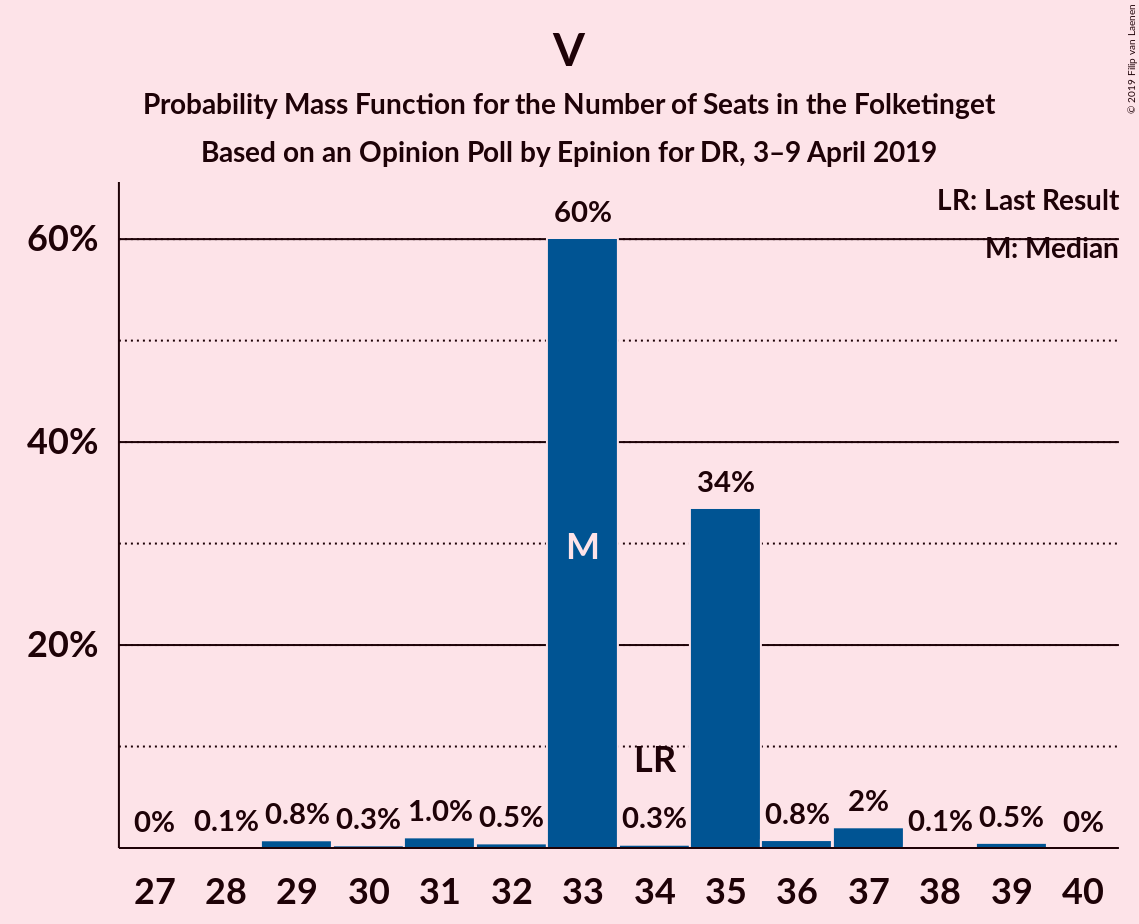 V
Probability Mass Function for the Number of Seats in the Folketinget
Based on an Opinion Poll by Epinion for DR, 3–9 April 2019
© 2019 Filip van Laenen
LR: Last Result
M: Median
60%
40%
20%
0% 0.1% 0.8% 0.3% 1.0% 0.5% 60% 0.3% 34% 0.8% 2% 0.1% 0.5% 0%
M
LR
27 28 29 30 31 32 33 34 35 36 37 38 39 40